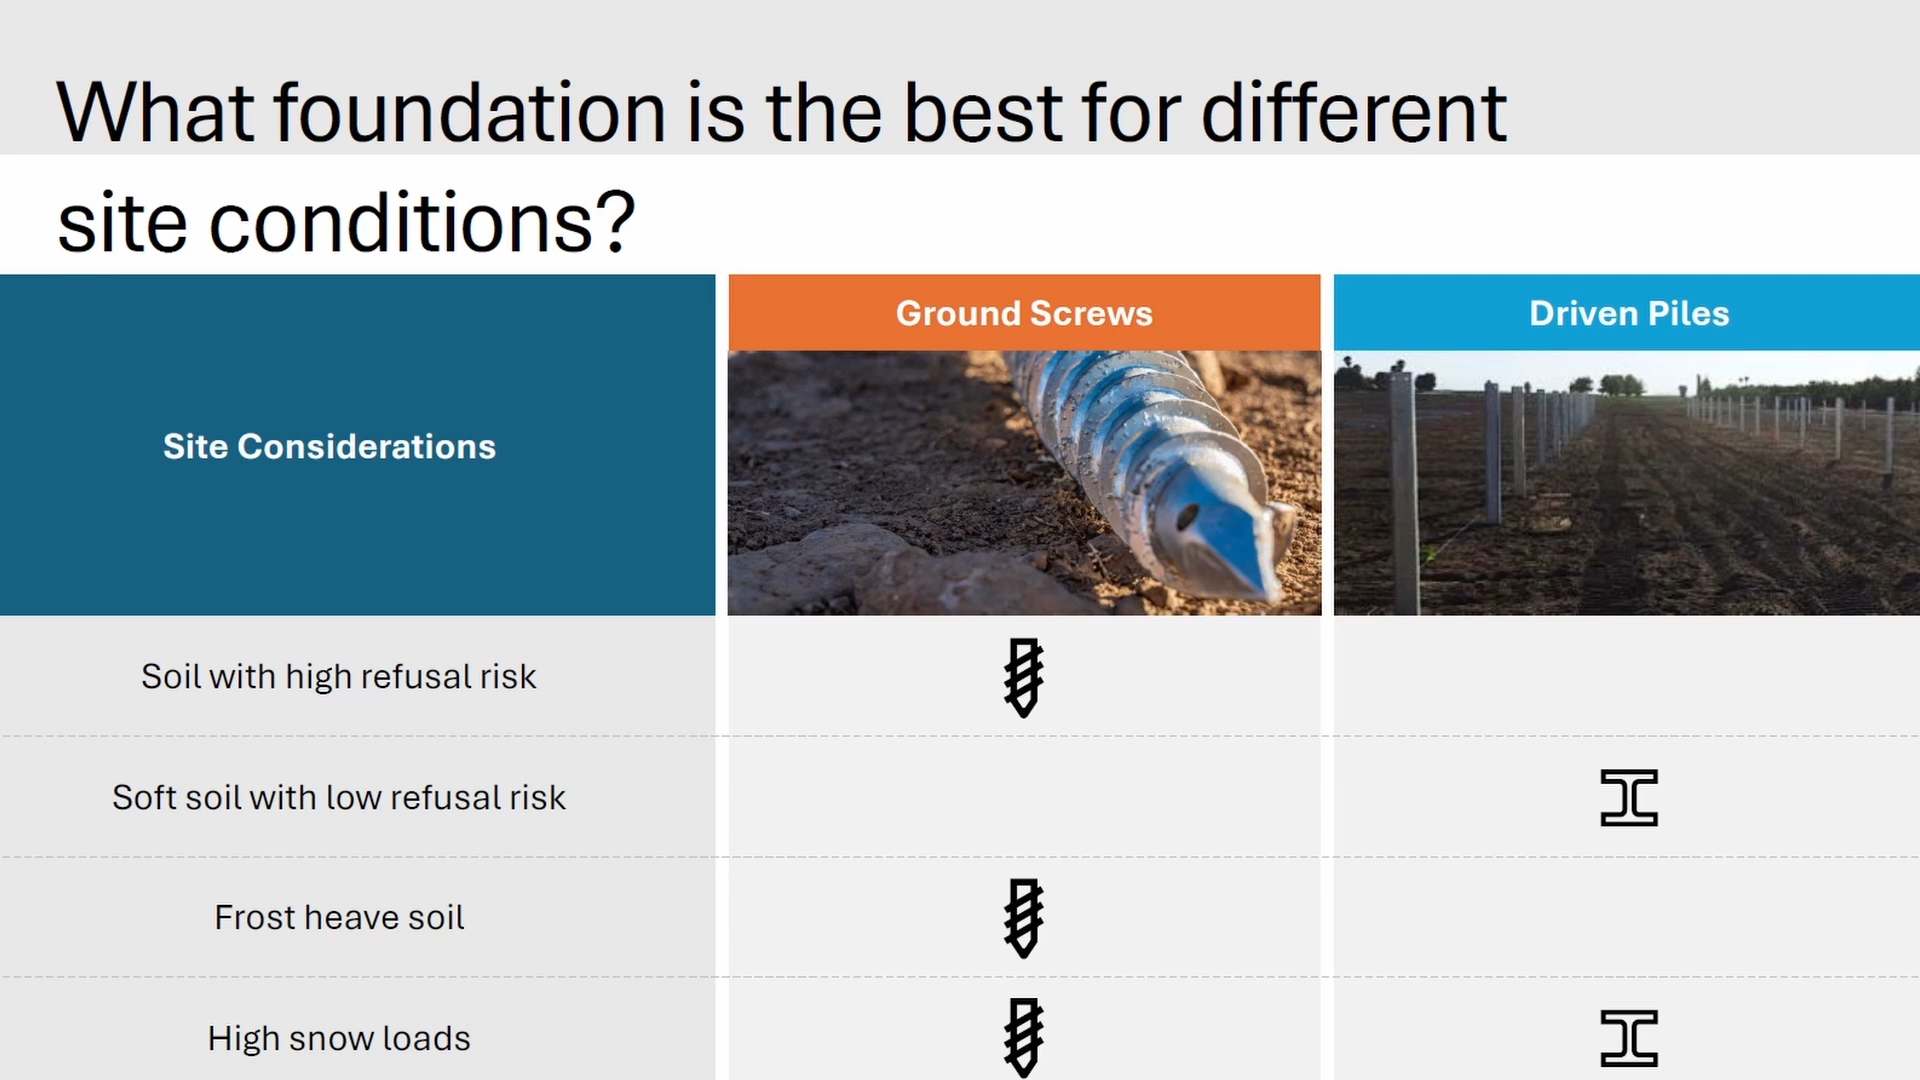 What foundation is the best for different
site conditions?
Ground Screws
Driven Piles
Site Considerations
Soil with high refusal risk
Soft soil with low refusal risk
Frost heave soil
High snow loads